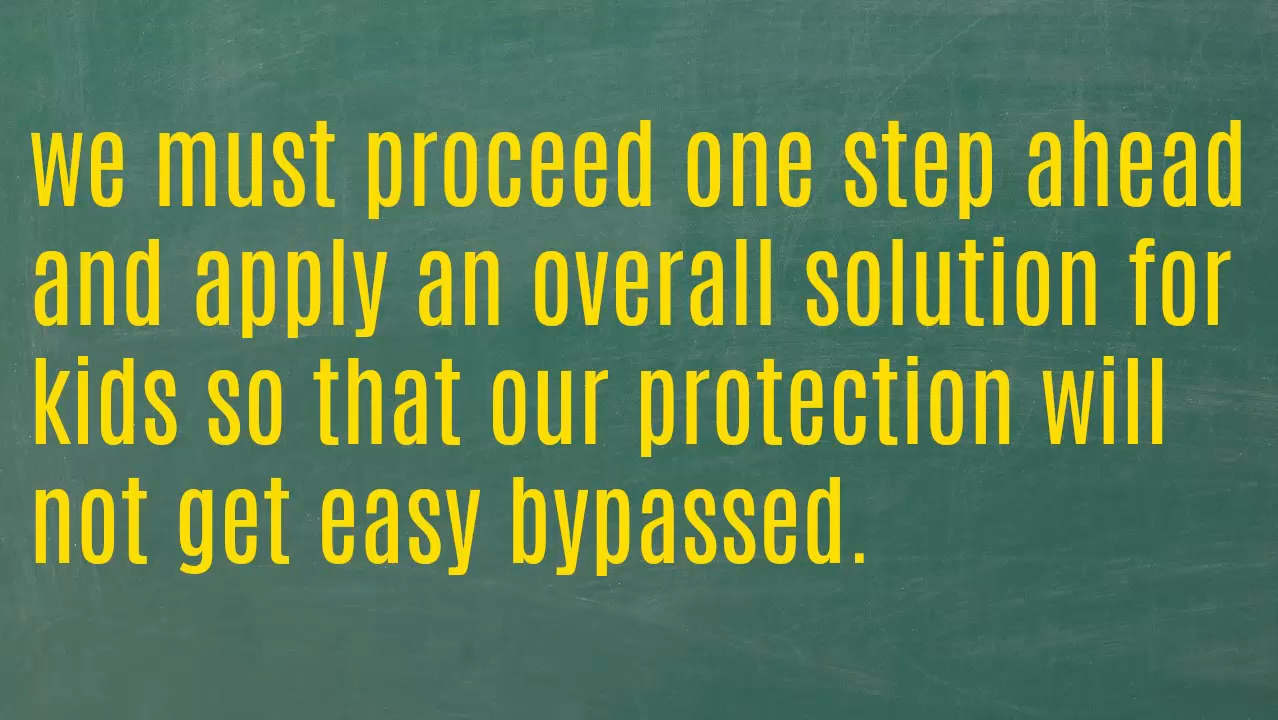 we must proceed one step ahead
and apply an overall solution for
kids so that our protection will
not get easy bypassed.